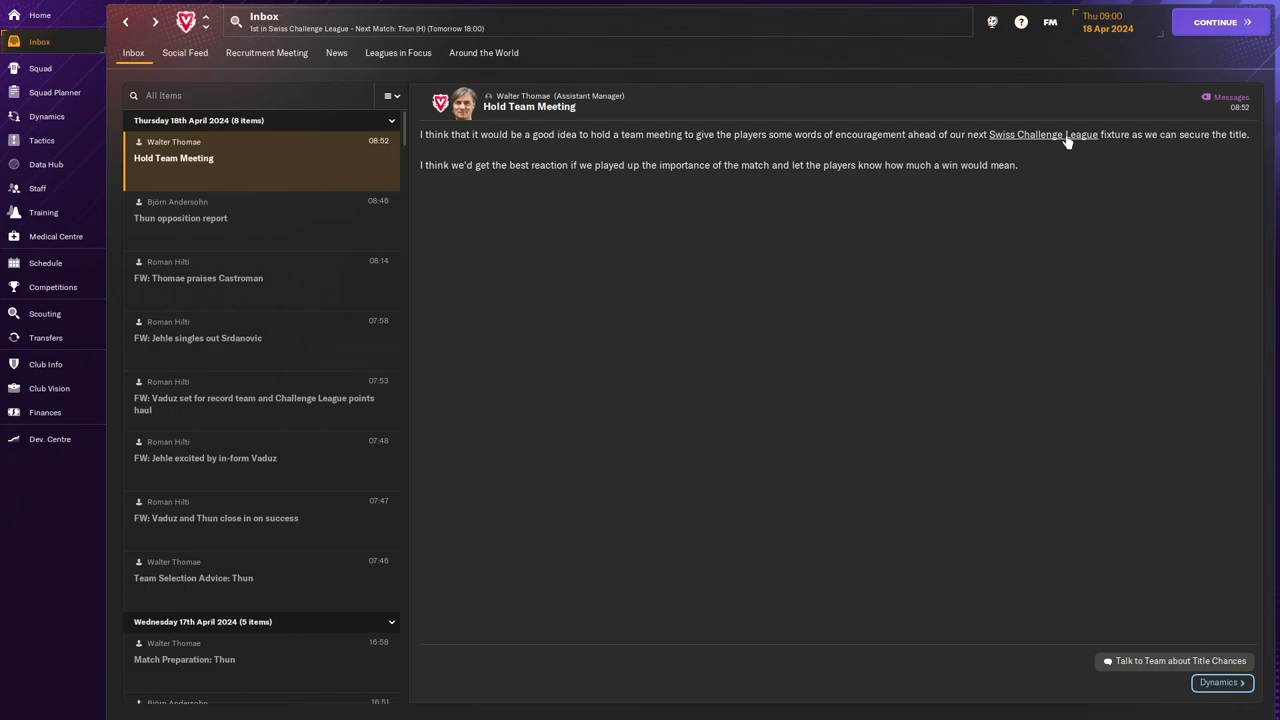 Home
Inbox
Squad
Squad Planner
Dynamics
Tactics
Data Hub
Staff
Training
Medical Centre
Schedule
Competitions
Scouting
Transfers
Club Info
Club Vision
Finances
Dev. Centre
Inbox
1st in Swiss Challenge League - Next Match: Thun (H) (Tomorrow 18:00)
FM
Thu 09:00
18 Apr 2024
CONTINUE
Inbox Social Feed Recruitment Meeting News Leagues in Focus Around the World
All Items
Thursday 18th April 2024 (8 items)
Walter Thomae 08:52
Hold Team Meeting
Björn Andersohn 08:46
Thun opposition report
Roman Hilti 08:14
FW: Thomae praises Castroman
Roman Hilti 07:58
FW: Jehle singles out Srdanovic
Roman Hilti 07:53
FW: Vaduz set for record team and Challenge League points
haul
Roman Hilti 07:48
FW: Jehle excited by in-form Vaduz
Roman Hilti 07:47
FW: Vaduz and Thun close in on success
Walter Thomae 07:46
Team Selection Advice: Thun
Wednesday 17th April 2024 (5 items)
Walter Thomae 16:58
Match Preparation: Thun
Björn Andersohn 16:51
Walter Thomae (Assistant Manager)
Hold Team Meeting
Messages
08:52
I think that it would be a good idea to hold a team meeting to give the players some words of encouragement ahead of our next Swiss Challenge League fixture as we can secure the title.
I think we'd get the best reaction if we played up the importance of the match and let the players know how much a win would mean.
Talk to Team about Title Chances
Dynamics